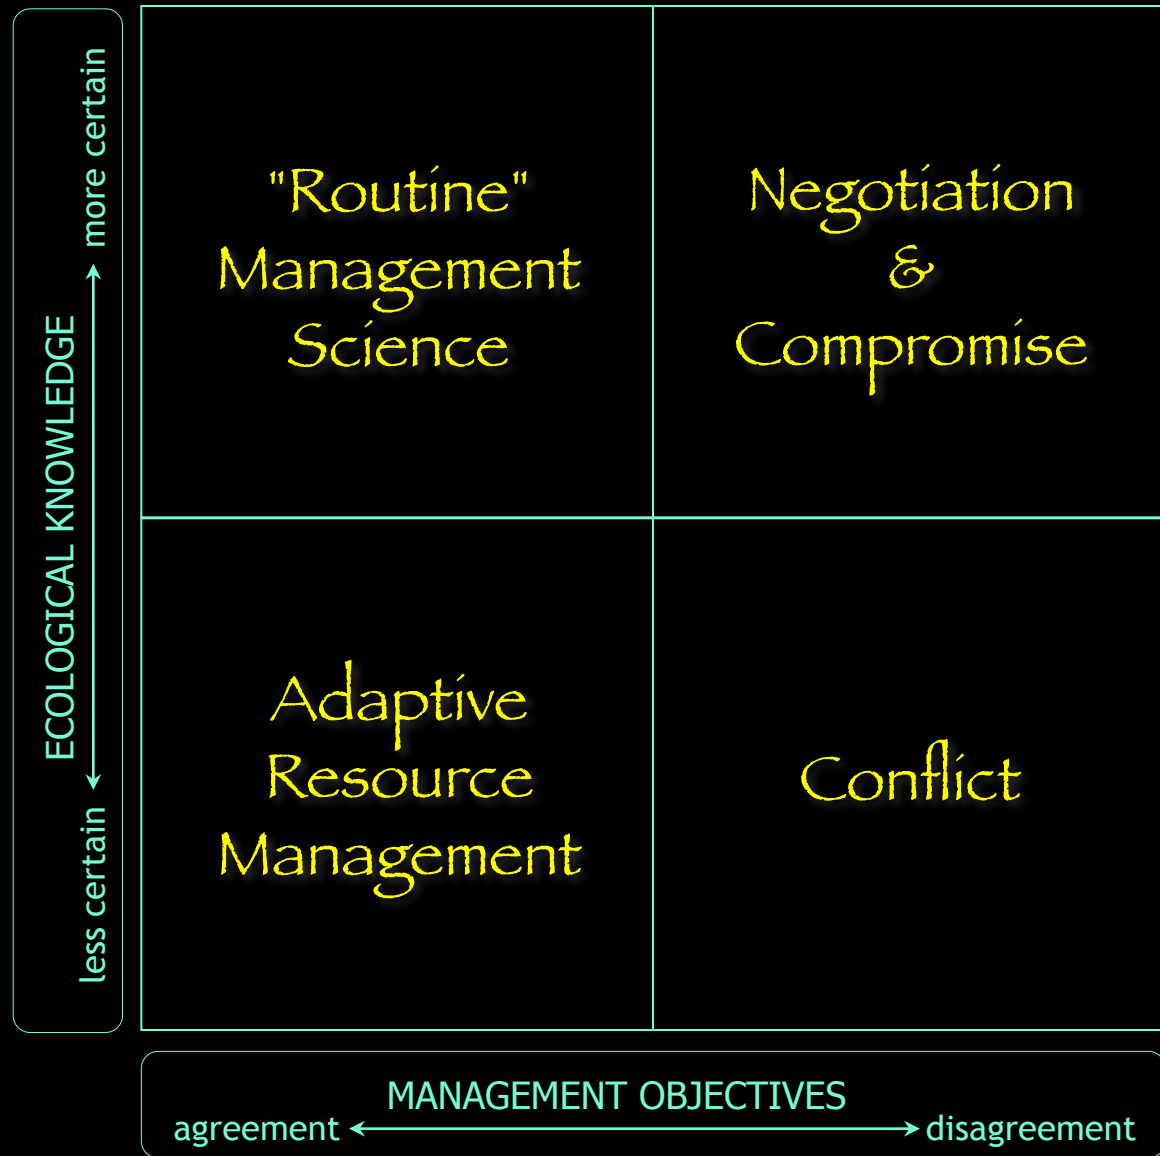 more certain
ECOLOGICAL KNOWLEDGE
less certain
"Routine"
Management
Science
Negotiation
&
Compromise
Adaptive
Resource
Management
Conflict
MANAGEMENT OBJECTIVES
agreement disagreement